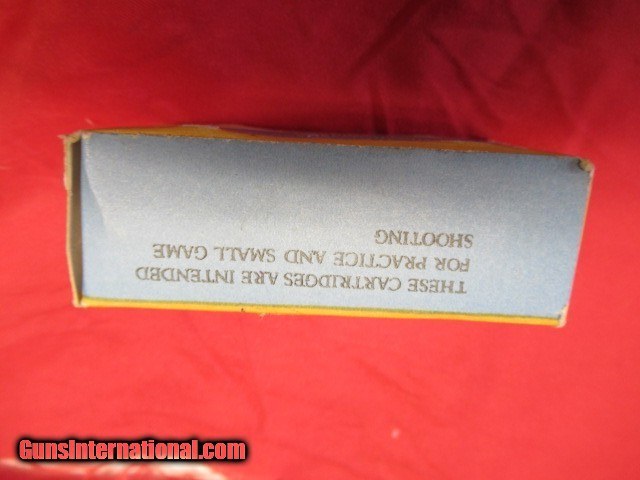 THESE CARTRIDGES ARE INTENDED
FOR PRACTICE AND SMALL GAME
SHOOTING
GunsInternational.com